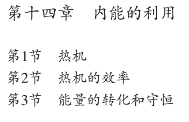 第十四章　内能的利用
第1节　热机
第2节　热机的效率
第3节　能量的转化和守恒